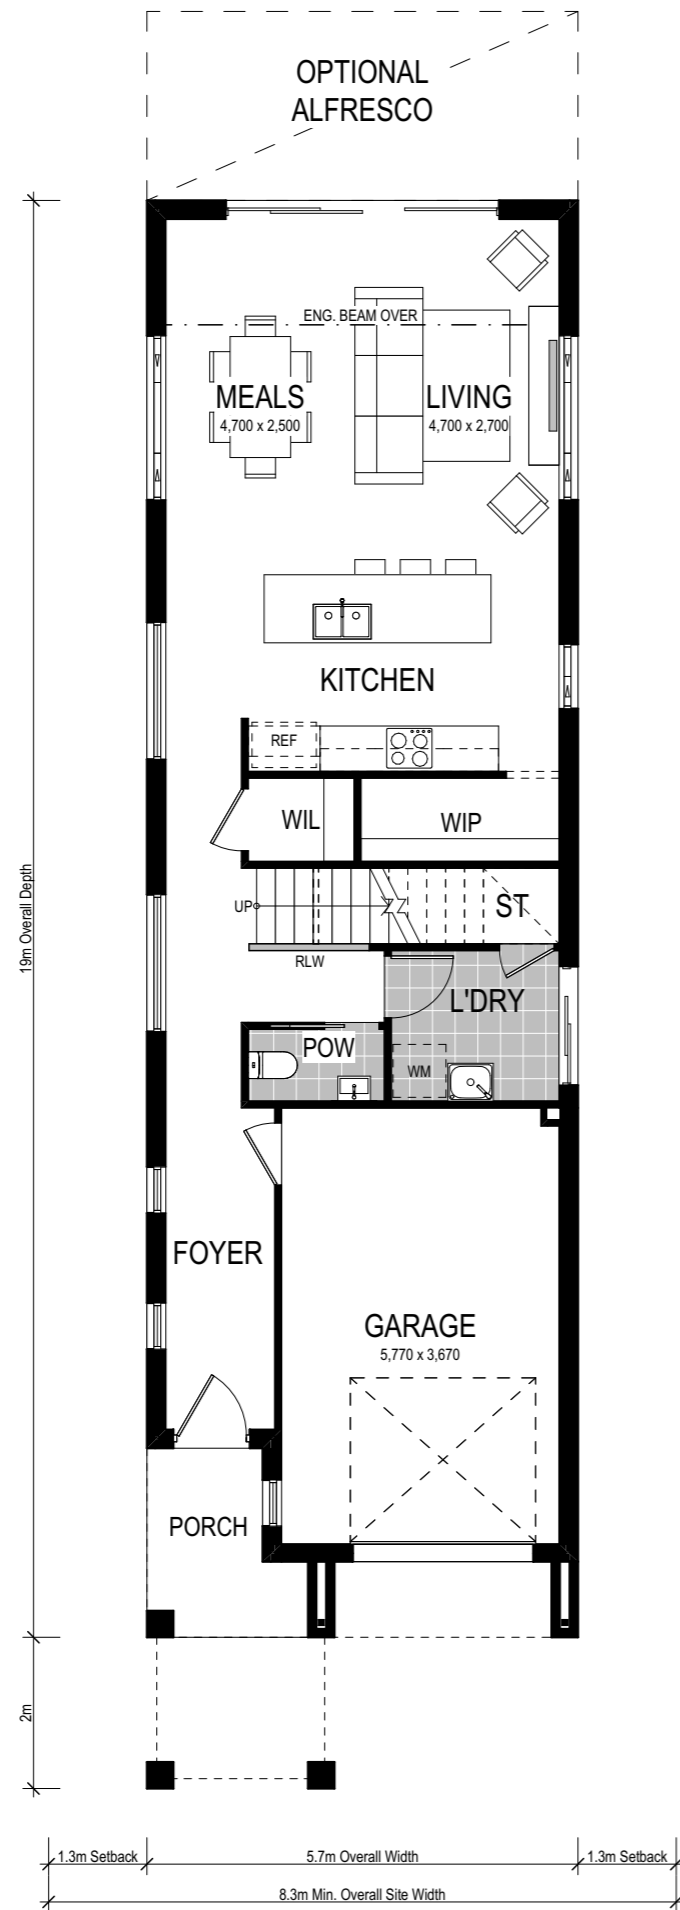 OPTIONAL
ALFRESCO
ENG. BEAM OVER
MEALS
4,700 x 2,500
LIVING
4,700 x 2,700
KITCHEN
REF
WIL
WIP
UP
ST
RLW
L'DRY
POW
WM
19m Overall Depth
FOYER
GARAGE
5,770 x 3,670
PORCH
2m
1.3m Setback
5.7m Overall Width
1.3m Setback
8.3m Min. Overall Site Width